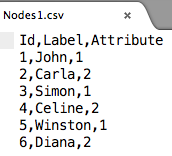 Nodes1.csv ×
Id,Label,Attribute
1,John,1
2,Carla,2
3,Simon,1
4,Celine,2
5,Winston,1
6,Diana,2